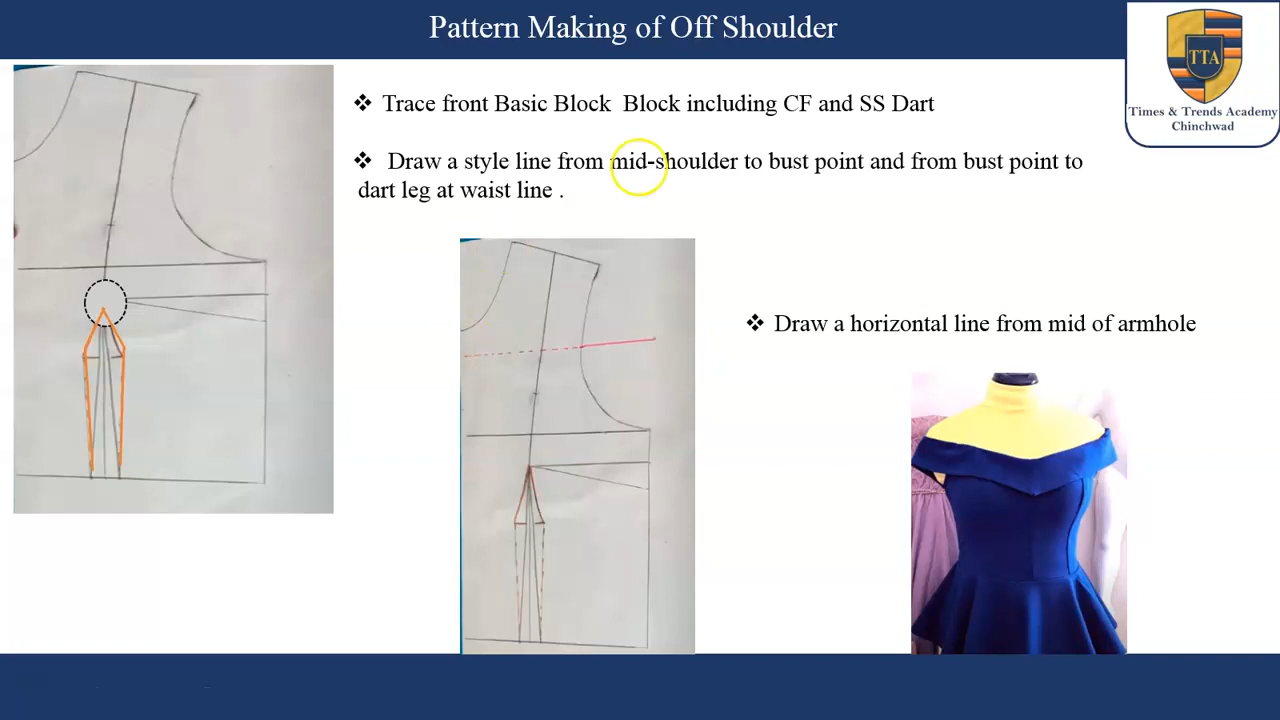 Pattern Making of Off Shoulder
TTA
Times & Trends Academy
Chinchwad
❖ Trace front Basic Block Block including CF and SS Dart
❖ Draw a style line from mid-shoulder to bust point and from bust point to
dart leg at waist line .
❖ Draw a horizontal line from mid of armhole